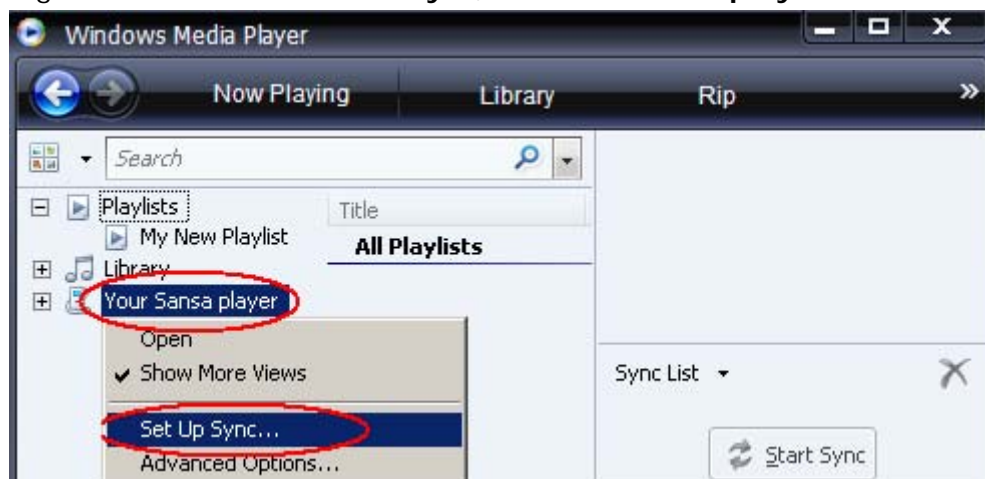 Windows Media Player
Now Playing Library Rip »
Search
Playlists Title
My New Playlist All Playlists
Library
Your Sansa player
Open
Show More Views Sync List
Set Up Sync...
Advanced Options... Start Sync